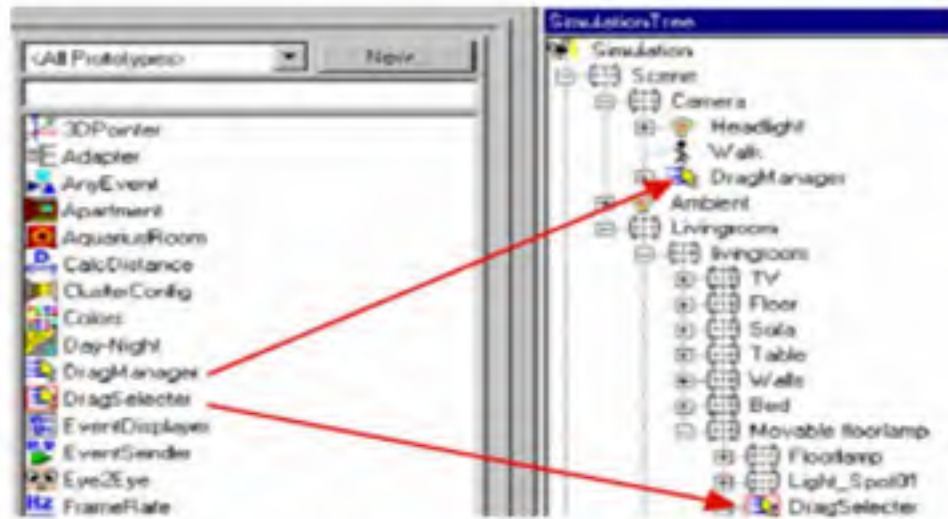 <All Prototypes>
New...
3DPointer
Adapter
AnyEvent
Apartment
AquariusRoom
CalcDistance
ClusterConfig
Colors
Day-Night
DragManager
DragSelecter
EventDisplayer
EventSender
Eye2Eye
FrameRate
SimulationTree
Simulation
Scene
Camera
Headlight
Walk
DragManager
Ambient
Livingroom
livingroom
TV
Floor
Sofa
Table
Walls
Bed
Movable floorlamp
Floorlamp
Light_Spot01
DragSelecter